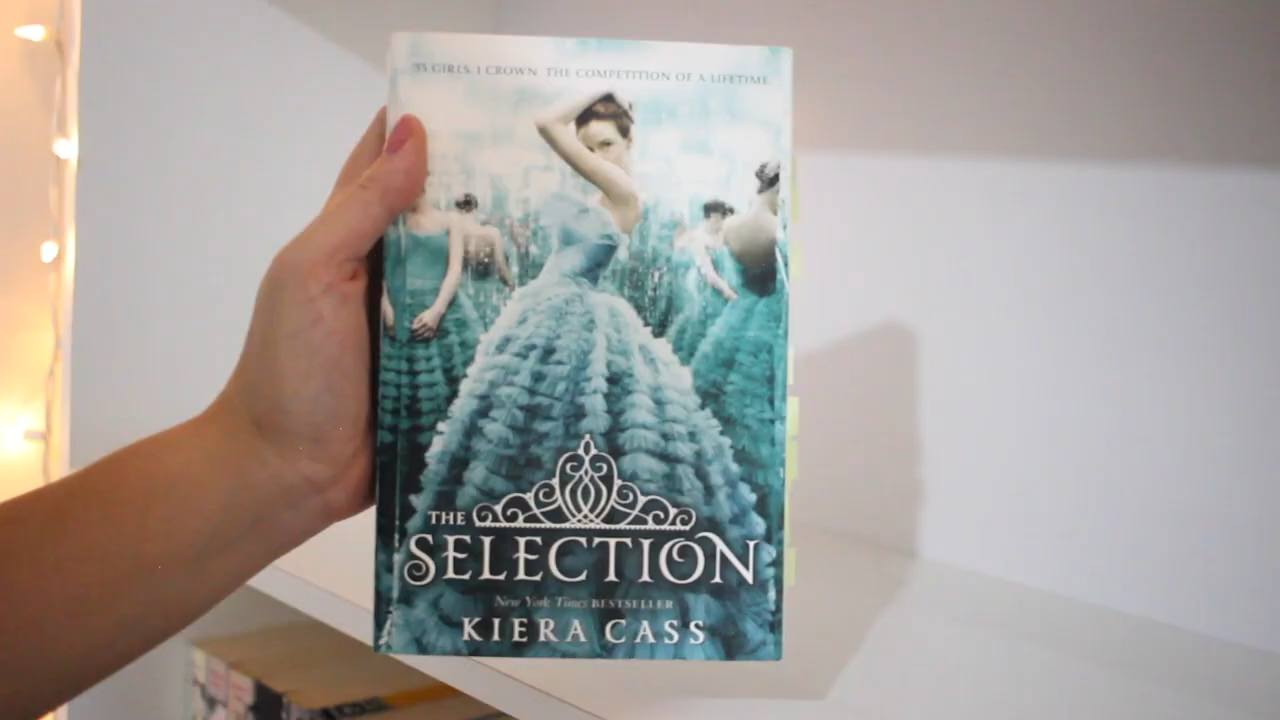 35 GIRLS. 1 CROWN. THE COMPETITION OF A LIFETIME.
THE
SELECTION
New York Times BESTSELLER
KIERA CASS